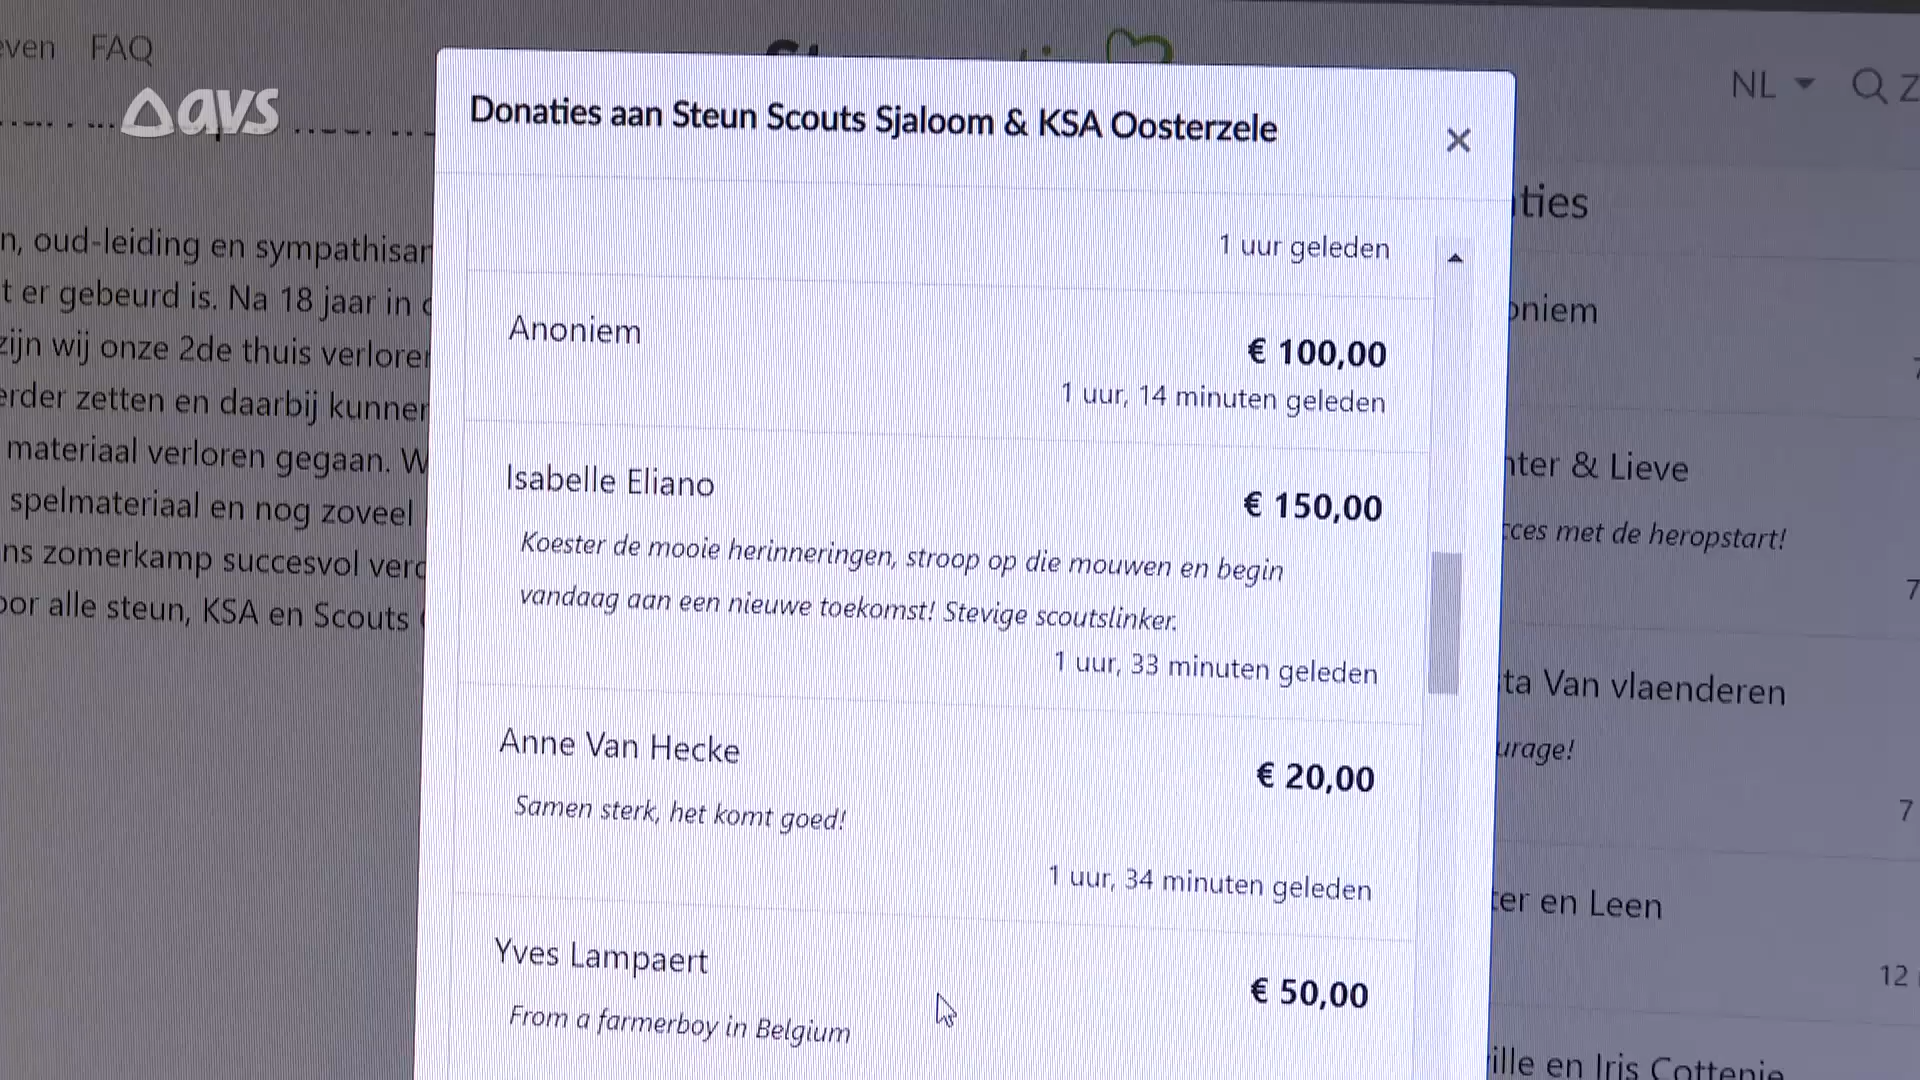 FAQ
NL
avs
Donaties aan Steun Scouts Sjaloom & KSA Oosterzele
1 uur geleden
Anoniem
€ 100,00
1 uur, 14 minuten geleden
Isabelle Eliano
€ 150,00
Koester de mooie herinneringen, stroop op die mouwen en begin
vandaag aan een nieuwe toekomst! Stevige scoutslinker.
1 uur, 33 minuten geleden
Anne Van Hecke
€ 20,00
Samen sterk, het komt goed!
1 uur, 34 minuten geleden
Yves Lampaert
€ 50,00
From a farmerboy in Belgium
n, oud-leiding en sympathisan
t er gebeurd is. Na 18 jaar in
zijn wij onze 2de thuis verloren
erder zetten en daarbij kunnen
materiaal verloren gegaan. W
spelmateriaal en nog zoveel
ns zomerkamp succesvol verd
oor alle steun, KSA en Scouts
ties
oniem
nter & Lieve
cces met de heropstart!
7
ta Van vlaenderen
urage!
7
ter en Leen
12
ille en Iris Cottenie